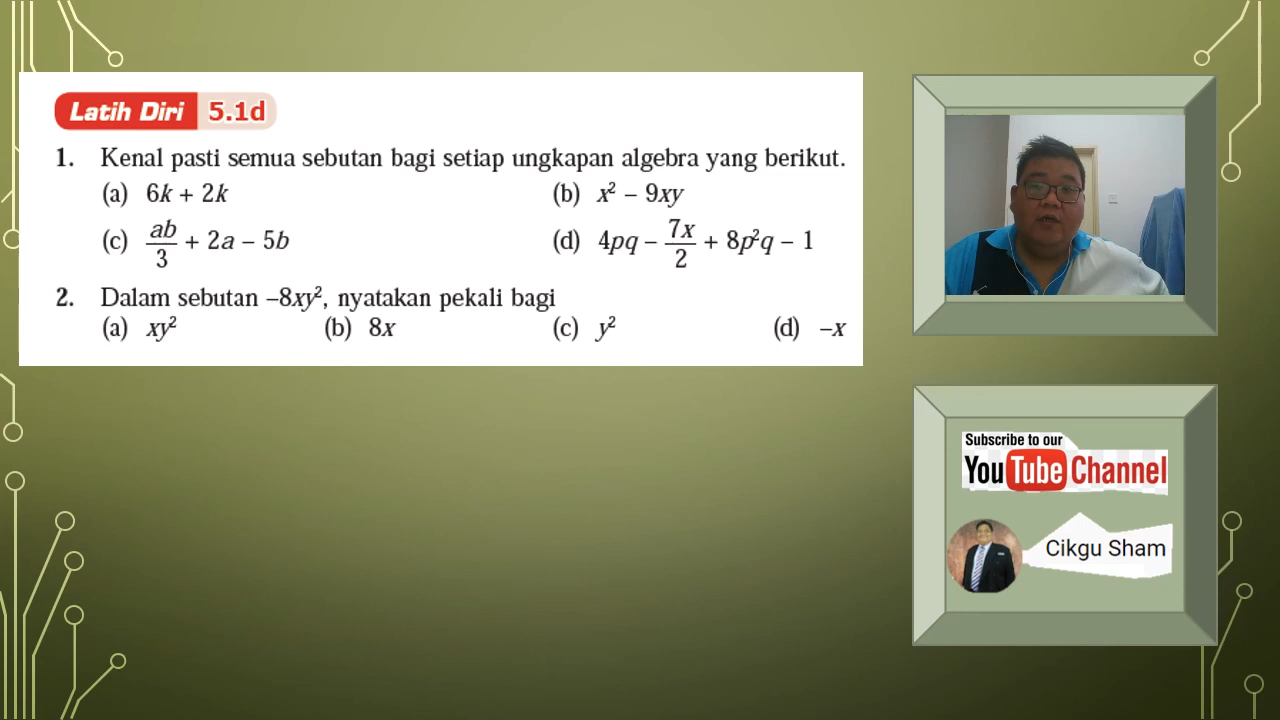 Latih Diri 5.1d
1. Kenal pasti semua sebutan bagi setiap ungkapan algebra yang berikut.
(a) 6k + 2k (b) x² – 9xy
(c) ab/3 + 2a – 5b (d) 4pq – 7x/2 + 8p²q – 1
2. Dalam sebutan –8xy², nyatakan pekali bagi
(a) xy² (b) 8x (c) y² (d) –x
Subscribe to our
YouTube Channel
Cikgu Sham